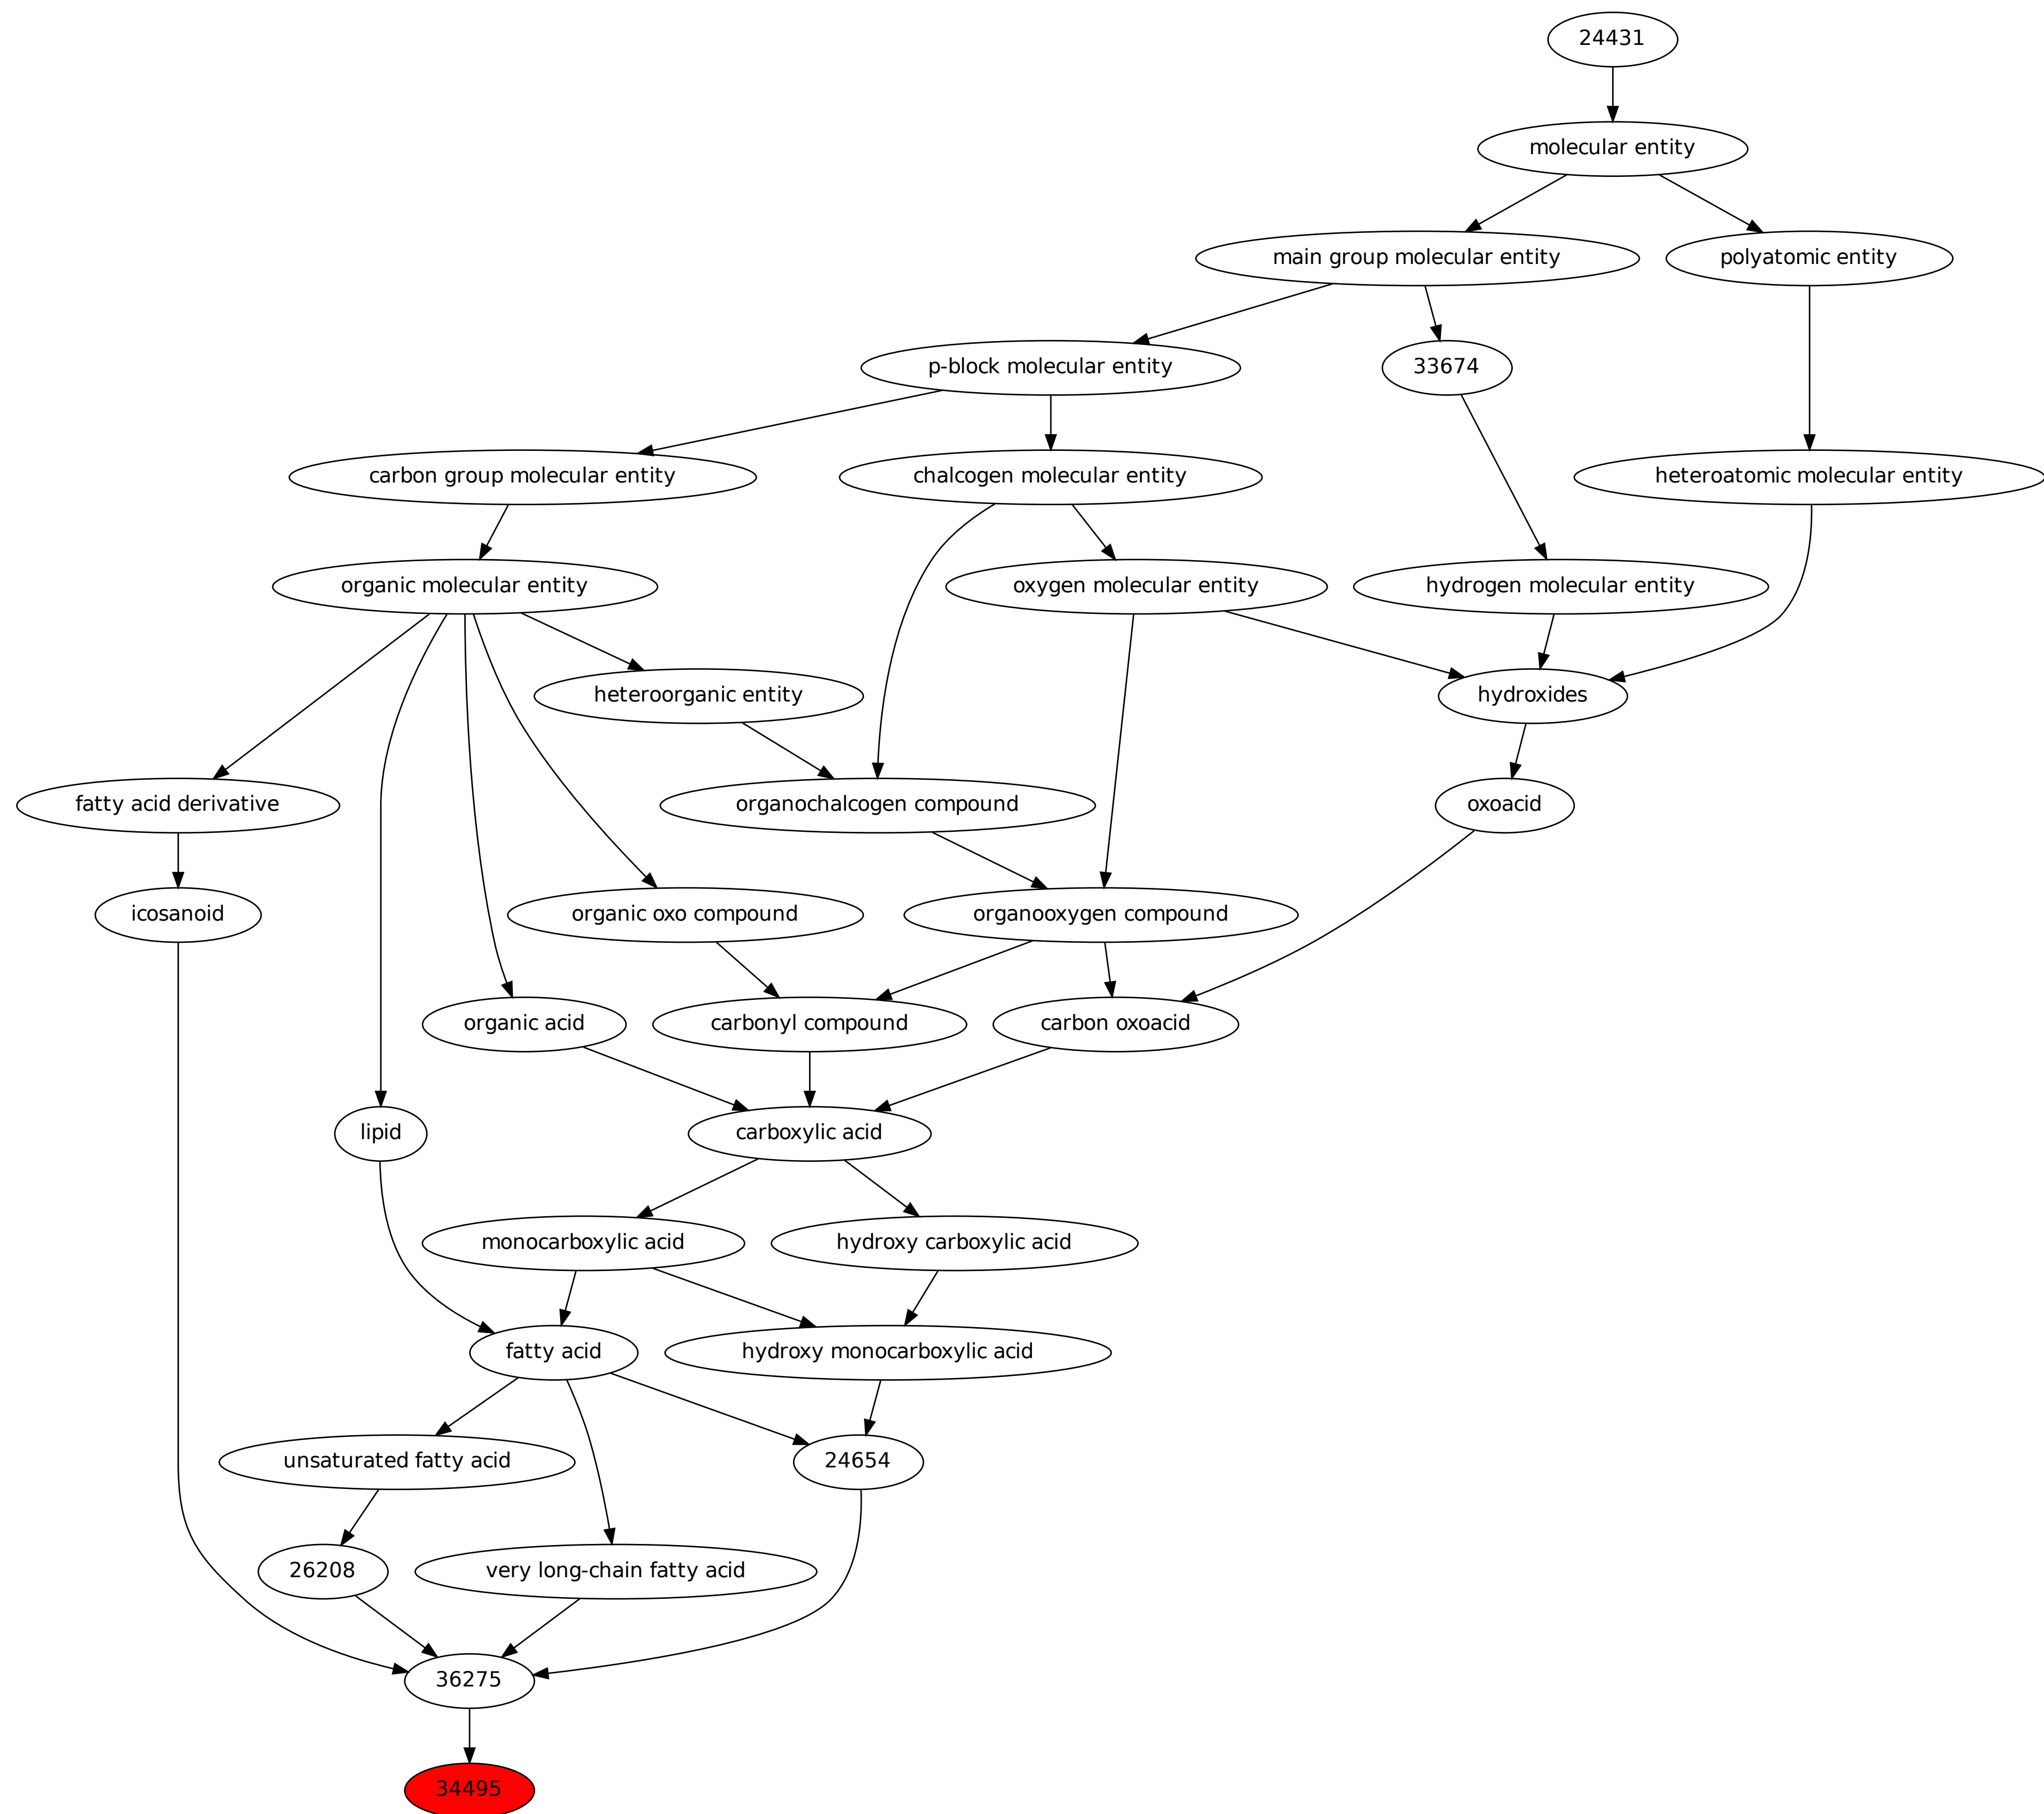 24431
molecular entity
main group molecular entity
polyatomic entity
p-block molecular entity
33674
carbon group molecular entity
chalcogen molecular entity
heteroatomic molecular entity
organic molecular entity
oxygen molecular entity
hydrogen molecular entity
heteroorganic entity
hydroxides
fatty acid derivative
organochalcogen compound
oxoacid
icosanoid
organic oxo compound
organooxygen compound
organic acid
carbonyl compound
carbon oxoacid
lipid
carboxylic acid
monocarboxylic acid
hydroxy carboxylic acid
fatty acid
hydroxy monocarboxylic acid
unsaturated fatty acid
24654
26208
very long-chain fatty acid
36275
34495